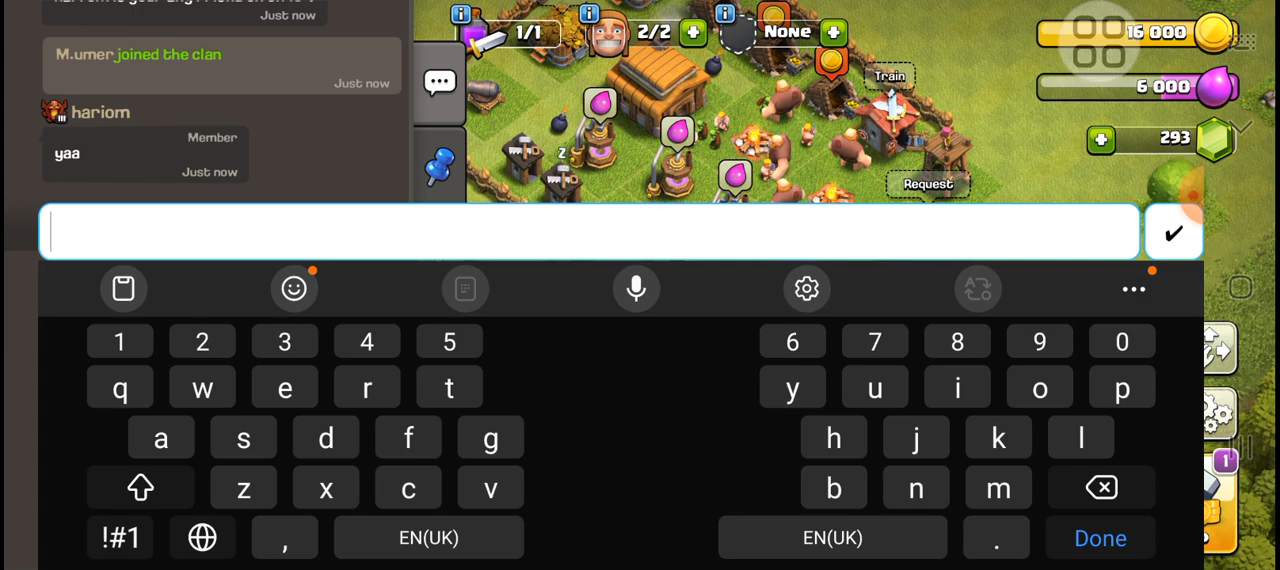 Just now
M.umer joined the clan
Just now
hariom
Member
yaa
Just now
1/1
2/2
None
16 000
6 000
293
Train
2
Request
1 2 3 4 5 6 7 8 9 0
q w e r t y u i o p
a s d f g h j k l
z x c v b n m
!#1 , EN(UK) EN(UK) . Done
1